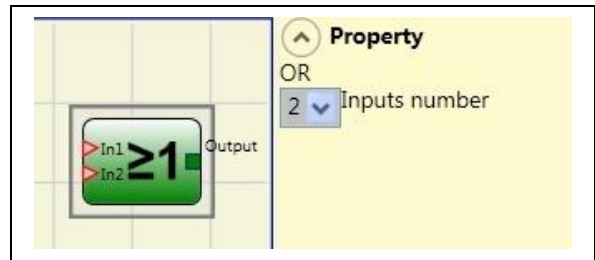 Property
OR
2 Inputs number
In1 ≥1 Output
In2